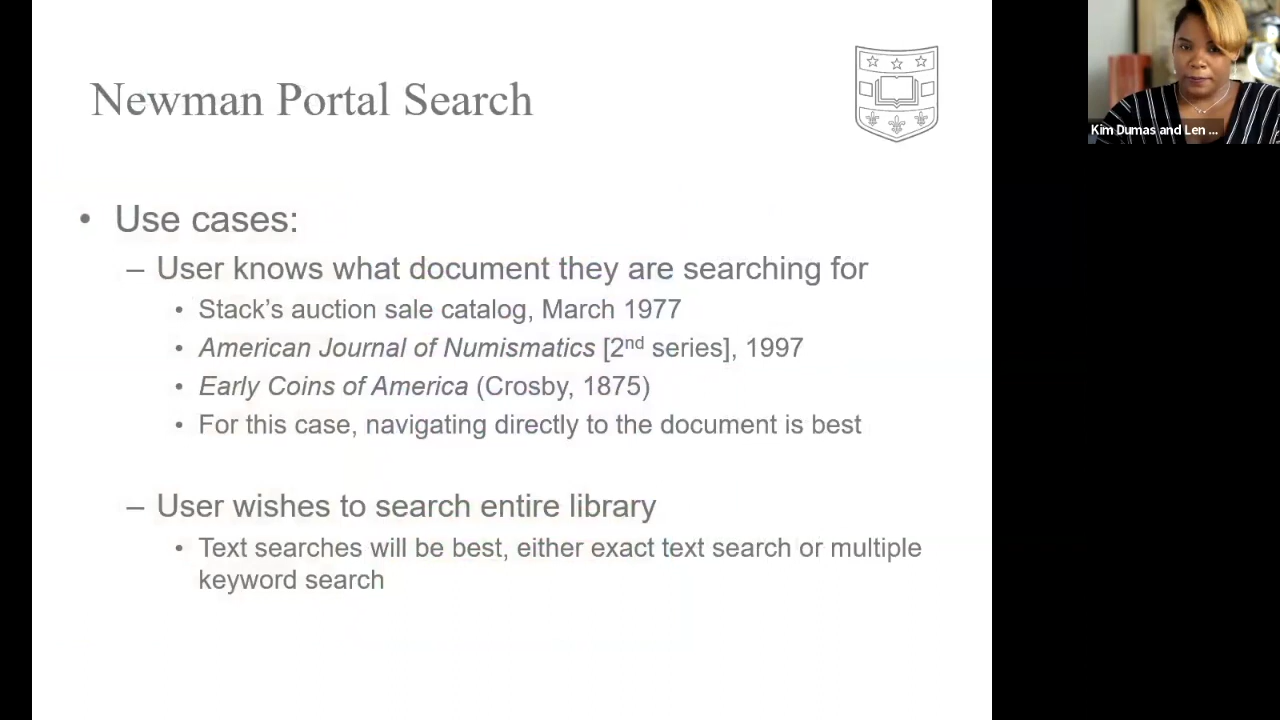 Newman Portal Search
• Use cases:
– User knows what document they are searching for
• Stack’s auction sale catalog, March 1977
• American Journal of Numismatics [2nd series], 1997
• Early Coins of America (Crosby, 1875)
• For this case, navigating directly to the document is best
– User wishes to search entire library
• Text searches will be best, either exact text search or multiple
keyword search
Kim Dumas and Len ...